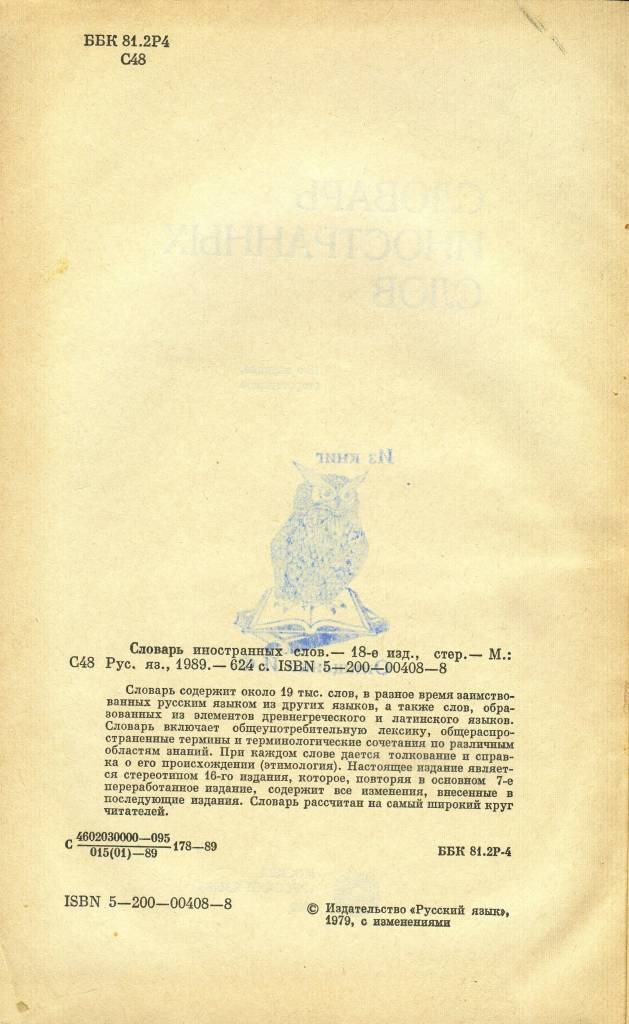 ББК 81.2Р4
С48
СЛОВАРЬ
ИНОСТРАННЫХ
СЛОВ
Из книг
Словарь иностранных слов.— 18-е изд., стер.— М.:
С48 Рус. яз., 1989.— 624 с. ISBN 5—200—00408—8
Словарь содержит около 19 тыс. слов, в разное время заимство-
ванных русским языком из других языков, а также слов, обра-
зованных из элементов древнегреческого и латинского языков.
Словарь включает общеупотребительную лексику, общераспро-
страненные термины и терминологические сочетания по различным
областям знаний. При каждом слове дается толкование и справ-
ка о его происхождении (этимология). Настоящее издание являет-
ся стереотипом 16-го издания, которое, повторяя в основном 7-е
переработанное издание, содержит все изменения, внесенные в
последующие издания. Словарь рассчитан на самый широкий круг
читателей.
С 4602030000—095
015(01)—89 178—89
ББК 81.2Р-4
ISBN 5—200—00408—8
© Издательство «Русский язык»,
1979, с изменениями